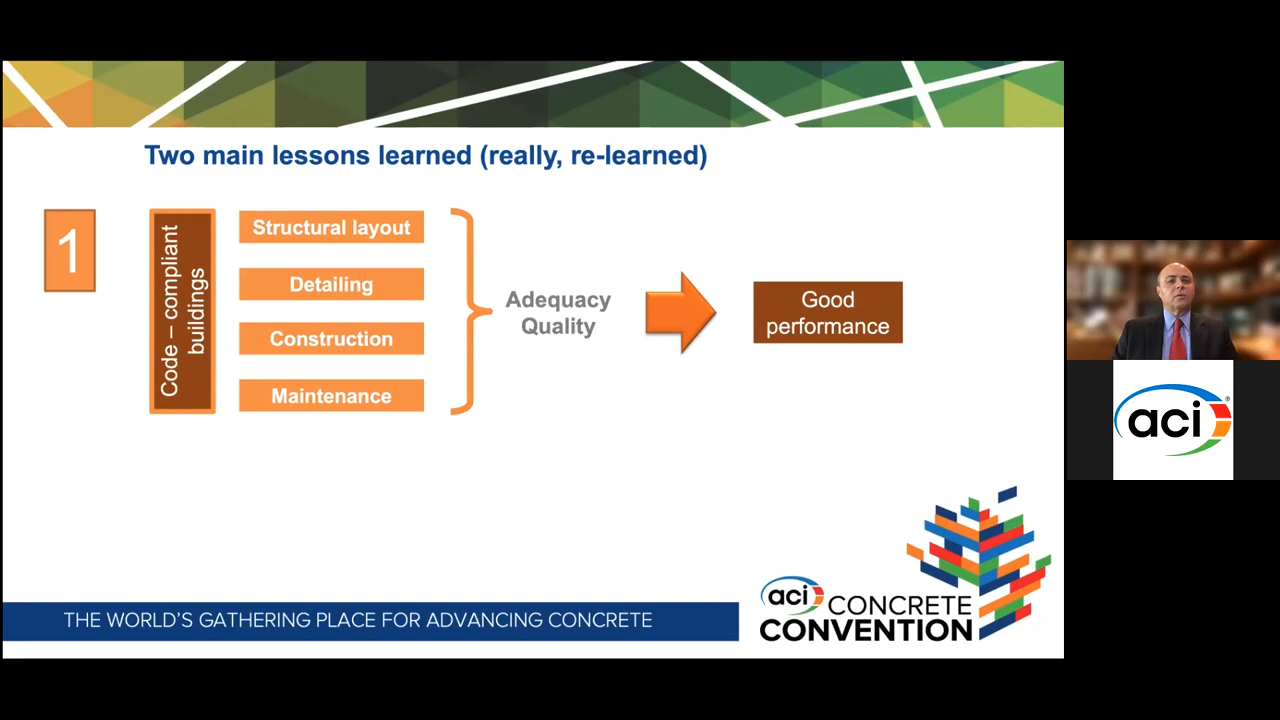 Two main lessons learned (really, re-learned)
1
Code – compliant
buildings
Structural layout
Detailing
Construction
Maintenance
Adequacy
Quality
Good
performance
aci®
THE WORLD'S GATHERING PLACE FOR ADVANCING CONCRETE
aci
CONCRETE
CONVENTION